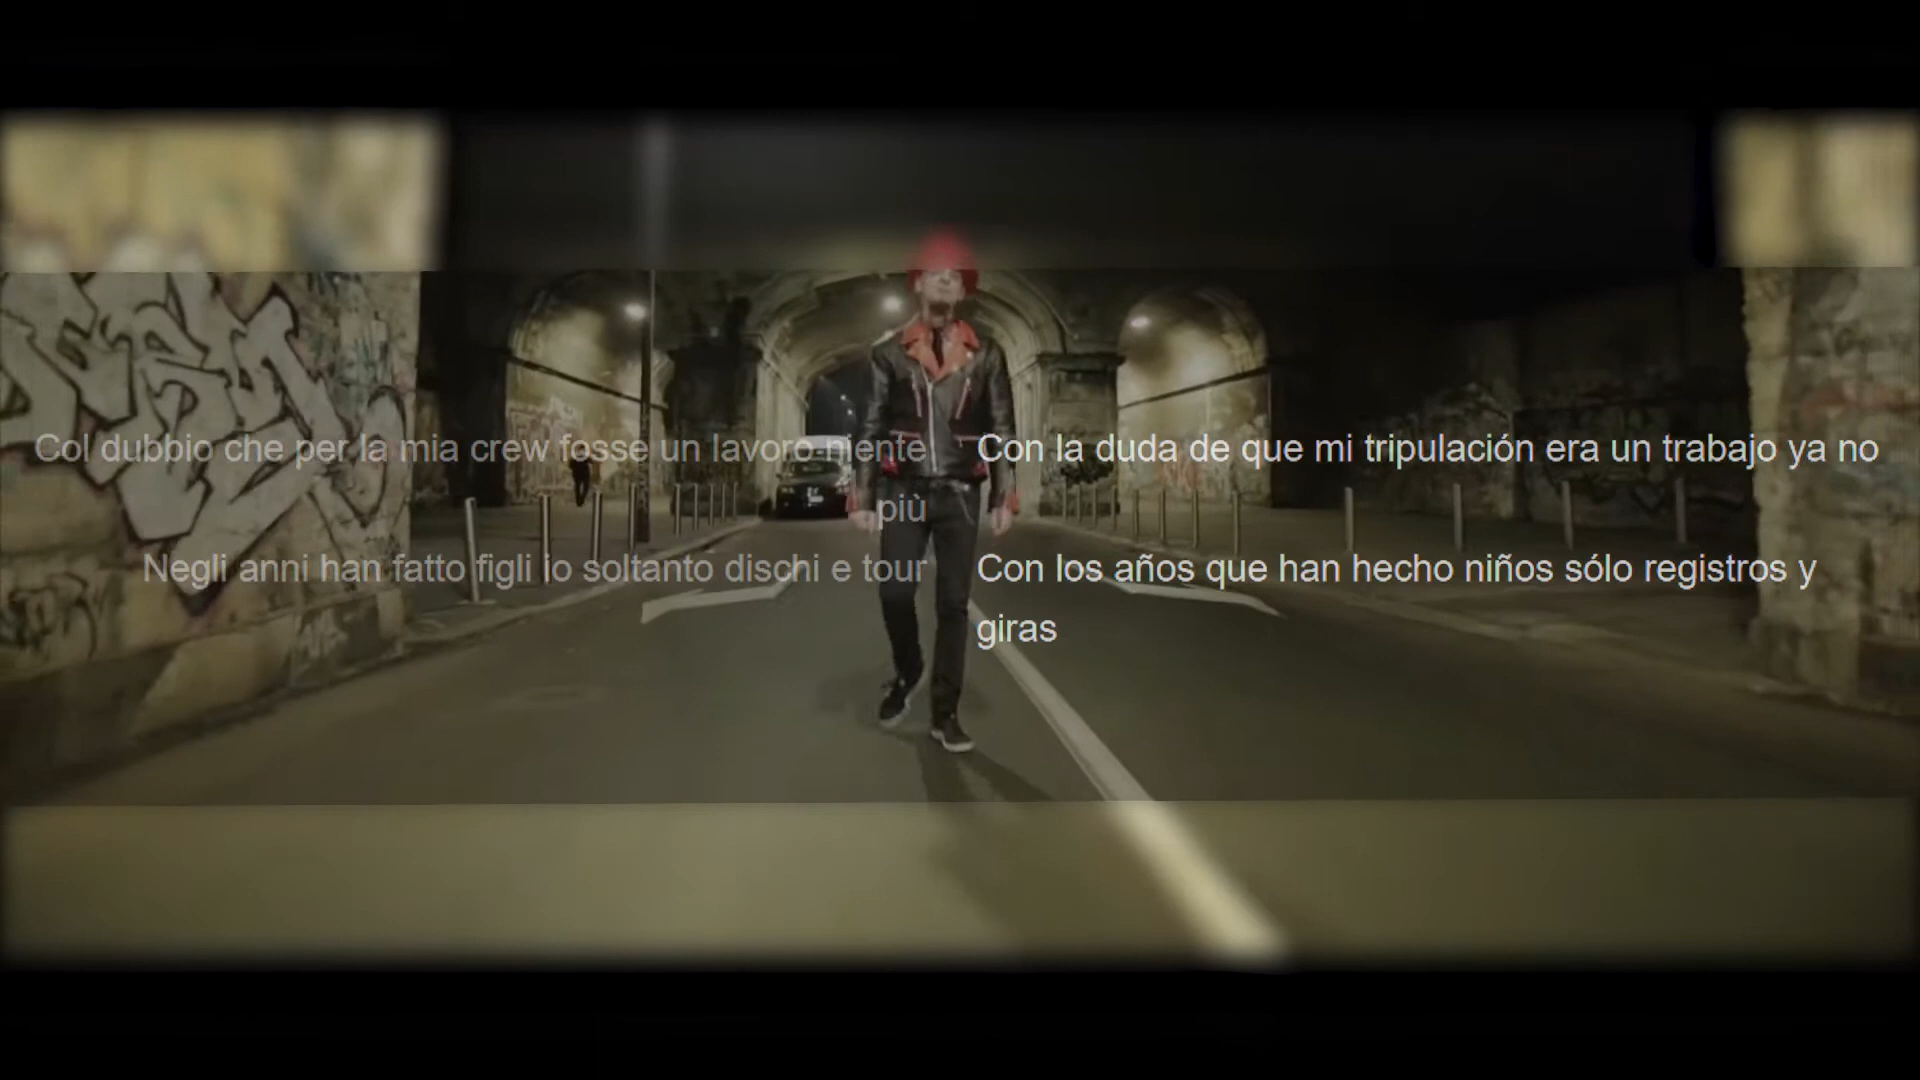 Col dubbio che per la mia crew fosse un lavoro niente
più
Negli anni han fatto figli io soltanto dischi e tour
Con la duda de que mi tripulación era un trabajo ya no
Con los años que han hecho niños sólo registros y
giras